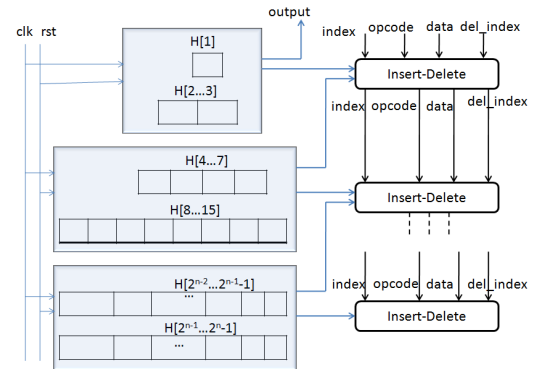 output
clk rst
index opcode data del_index
H[1]
H[2...3]
Insert-Delete
index opcode data del_index
H[4...7]
H[8...15]
Insert-Delete
H[2ⁿ⁻²...2ⁿ⁻¹-1]
...
index opcode data del_index
H[2ⁿ⁻¹...2ⁿ-1]
...
Insert-Delete